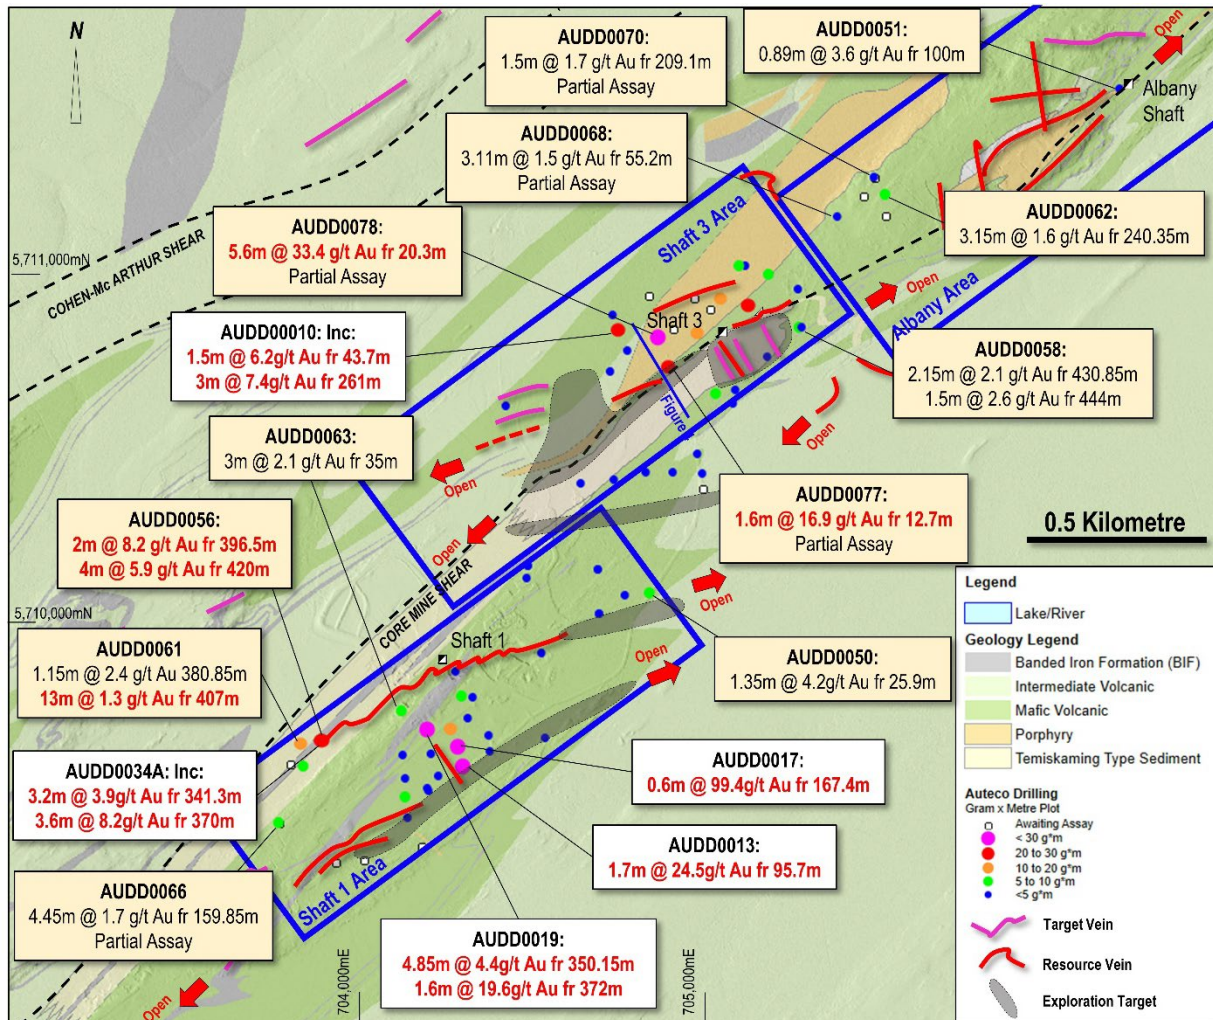 N
AUDD0070:
1.5m @ 1.7 g/t Au fr 209.1m
Partial Assay
AUDD0051:
0.89m @ 3.6 g/t Au fr 100m
Open
Albany
Shaft
AUDD0068:
3.11m @ 1.5 g/t Au fr 55.2m
Partial Assay
AUDD0078:
5.6m @ 33.4 g/t Au fr 20.3m
Partial Assay
AUDD0062:
3.15m @ 1.6 g/t Au fr 240.35m
5,711,000mN
COHEN-Mc ARTHUR SHEAR
Shaft 3 Area
Open
Albany Area
AUDD00010: Inc:
1.5m @ 6.2g/t Au fr 43.7m
3m @ 7.4g/t Au fr 261m
Shaft 3
Figure
AUDD0058:
2.15m @ 2.1 g/t Au fr 430.85m
1.5m @ 2.6 g/t Au fr 444m
AUDD0063:
3m @ 2.1 g/t Au fr 35m
Open
Open
AUDD0056:
2m @ 8.2 g/t Au fr 396.5m
4m @ 5.9 g/t Au fr 420m
AUDD0077:
1.6m @ 16.9 g/t Au fr 12.7m
Partial Assay
0.5 Kilometre
Open
CORE MINE SHEAR
Open
5,710,000mN
Shaft 1
AUDD0061
1.15m @ 2.4 g/t Au 380.85m
13m @ 1.3 g/t Au fr 407m
Open
AUDD0050:
1.35m @ 4.2g/t Au fr 25.9m
AUDD0034A: Inc:
3.2m @ 3.9g/t Au fr 341.3m
3.6m @ 8.2g/t Au fr 370m
AUDD0017:
0.6m @ 99.4g/t Au fr 167.4m
AUDD0013:
1.7m @ 24.5g/t Au fr 95.7m
AUDD0066
4.45m @ 1.7 g/t Au fr 159.85m
Partial Assay
Shaft 1 Area
AUDD0019:
4.85m @ 4.4g/t Au fr 350.15m
1.6m @ 19.6g/t Au fr 372m
Open
704,000mE
705,000mE
Legend
Lake/River
Geology Legend
Banded Iron Formation (BIF)
Intermediate Volcanic
Mafic Volcanic
Porphyry
Temiskaming Type Sediment
Auteco Drilling
Gram x Metre Plot
Awaiting Assay
< 30 g*m
20 to 30 g*m
10 to 20 g*m
5 to 10 g*m
<5 g*m
Target Vein
Resource Vein
Exploration Target